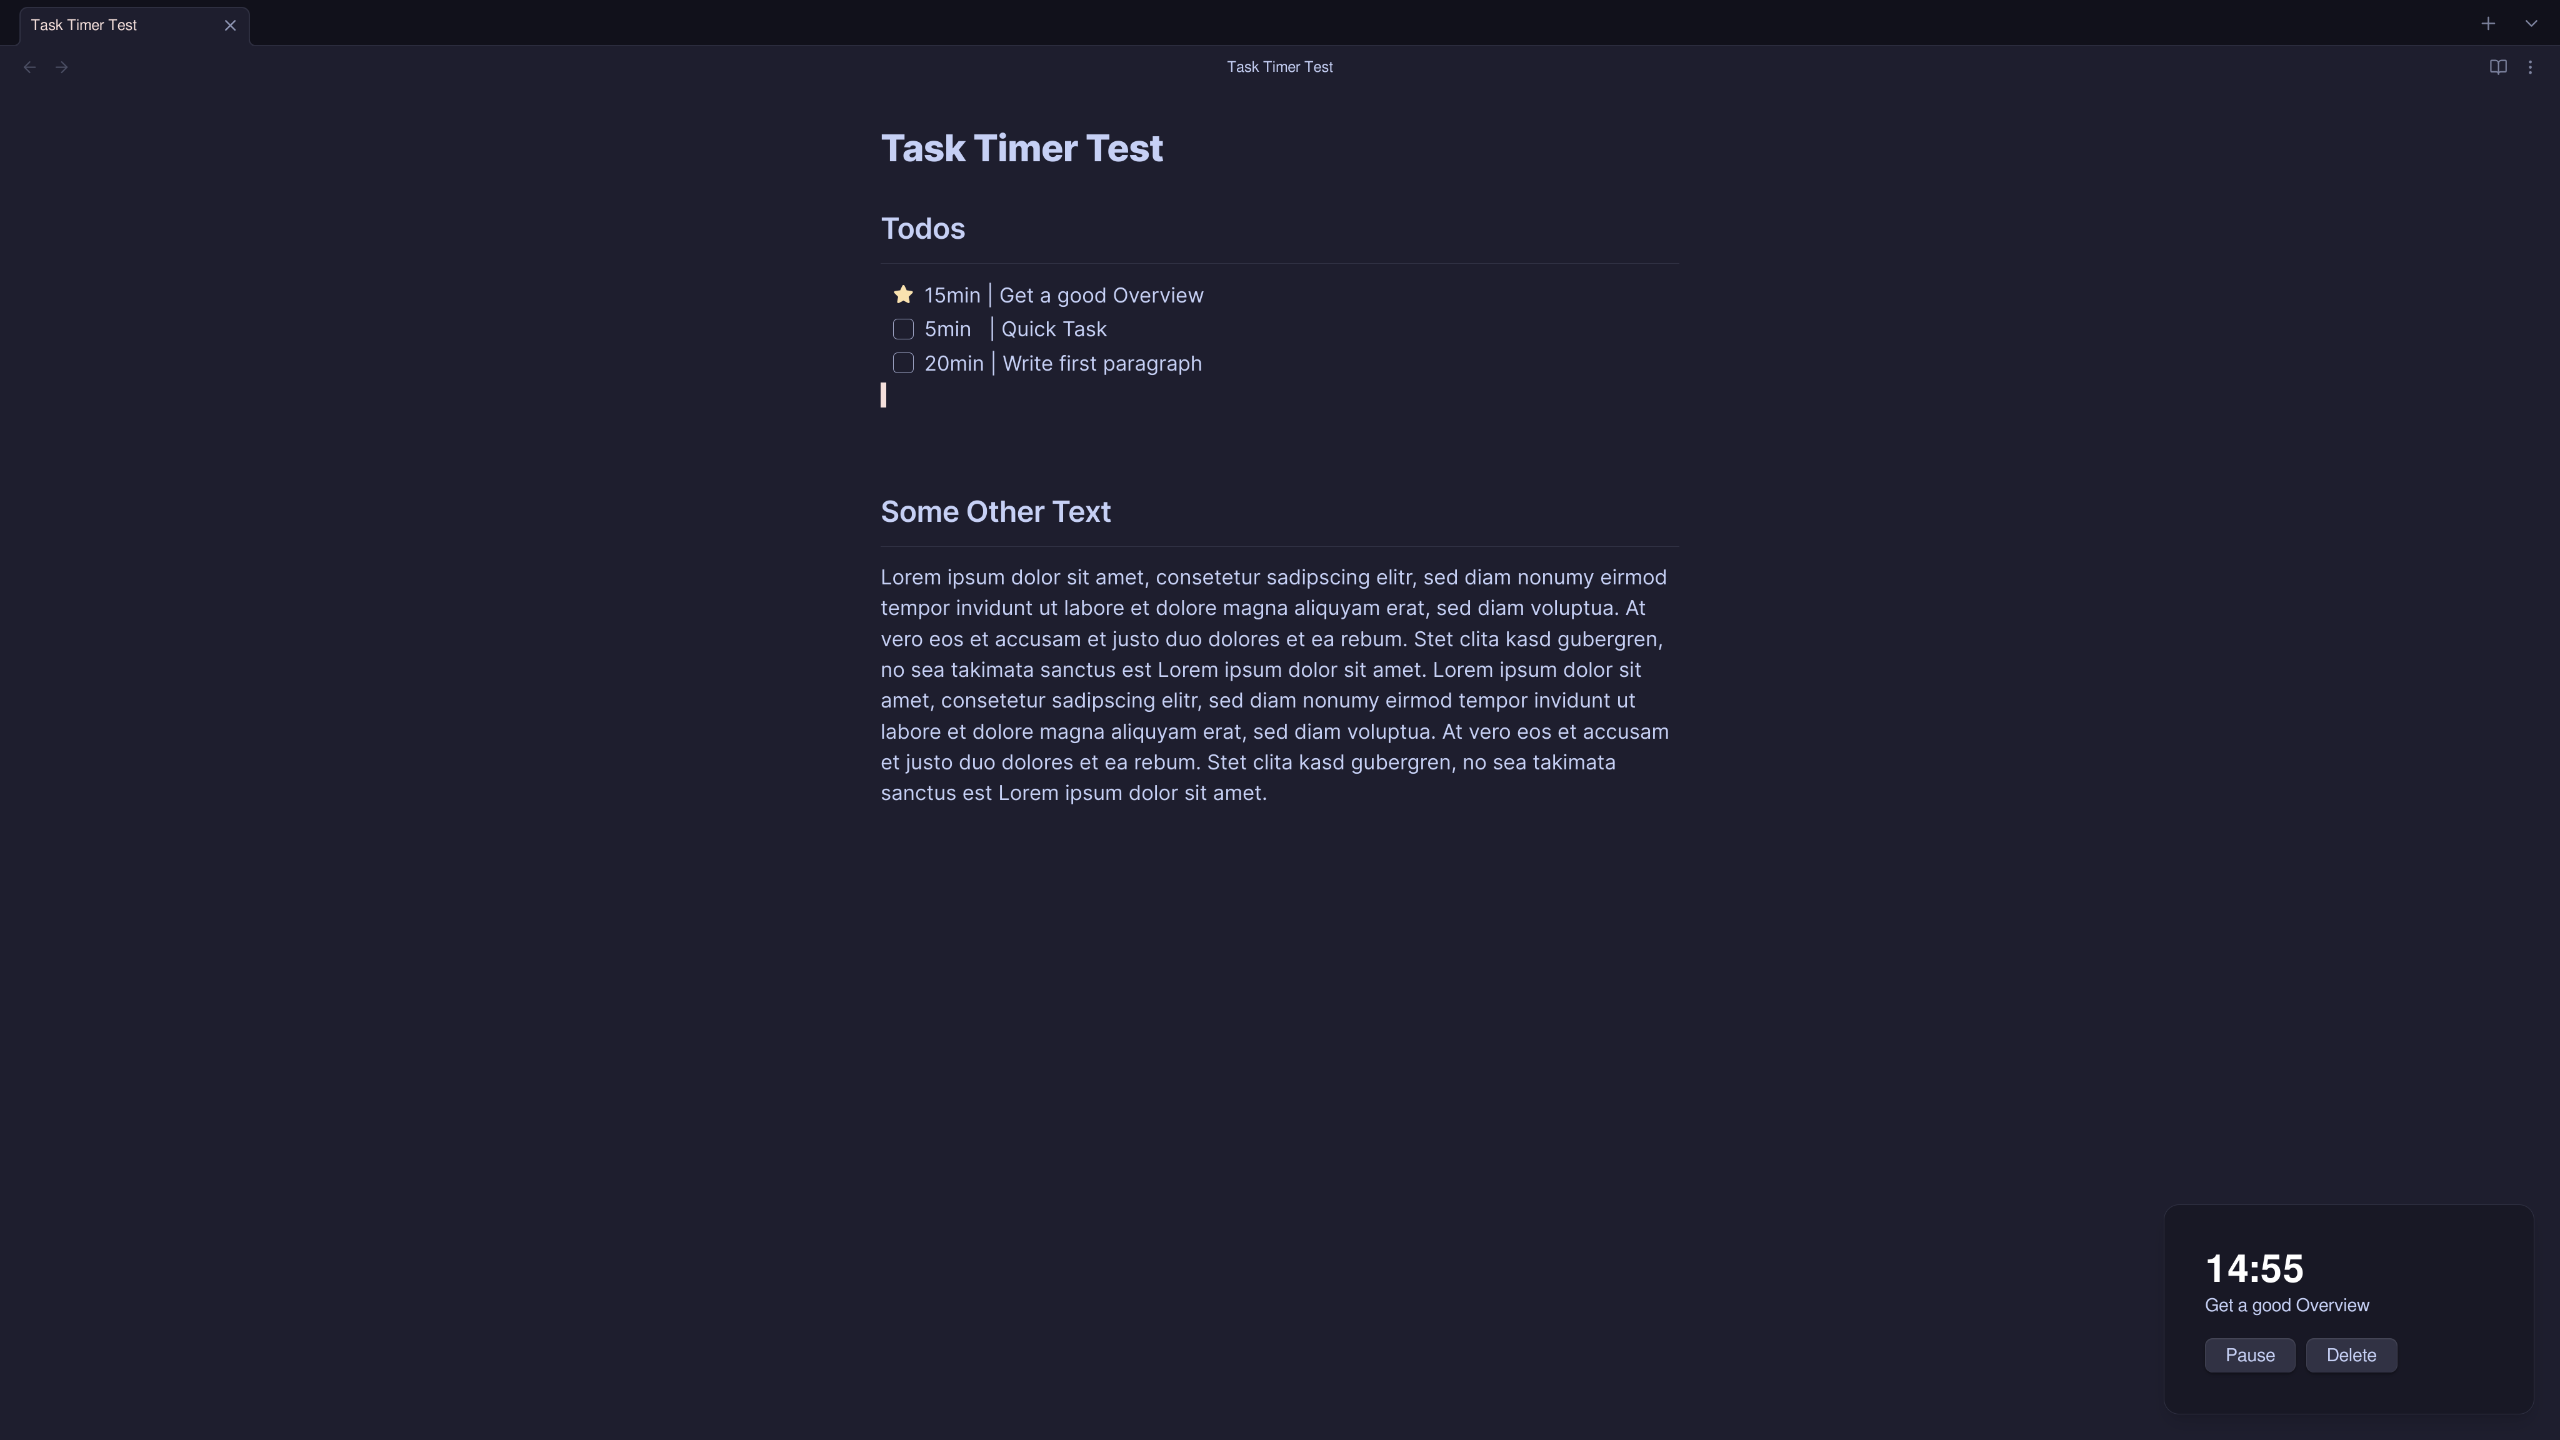 Task Timer Test
Task Timer Test
Task Timer Test
Todos
15min | Get a good Overview
5min | Quick Task
20min | Write first paragraph
Some Other Text
Lorem ipsum dolor sit amet, consetetur sadipscing elitr, sed diam nonumy eirmod
tempor invidunt ut labore et dolore magna aliquyam erat, sed diam voluptua. At
vero eos et accusam et justo duo dolores et ea rebum. Stet clita kasd gubergren,
no sea takimata sanctus est Lorem ipsum dolor sit amet. Lorem ipsum dolor sit
amet, consetetur sadipscing elitr, sed diam nonumy eirmod tempor invidunt ut
labore et dolore magna aliquyam erat, sed diam voluptua. At vero eos et accusam
et justo duo dolores et ea rebum. Stet clita kasd gubergren, no sea takimata
sanctus est Lorem ipsum dolor sit amet.
14:55
Get a good Overview
Pause Delete